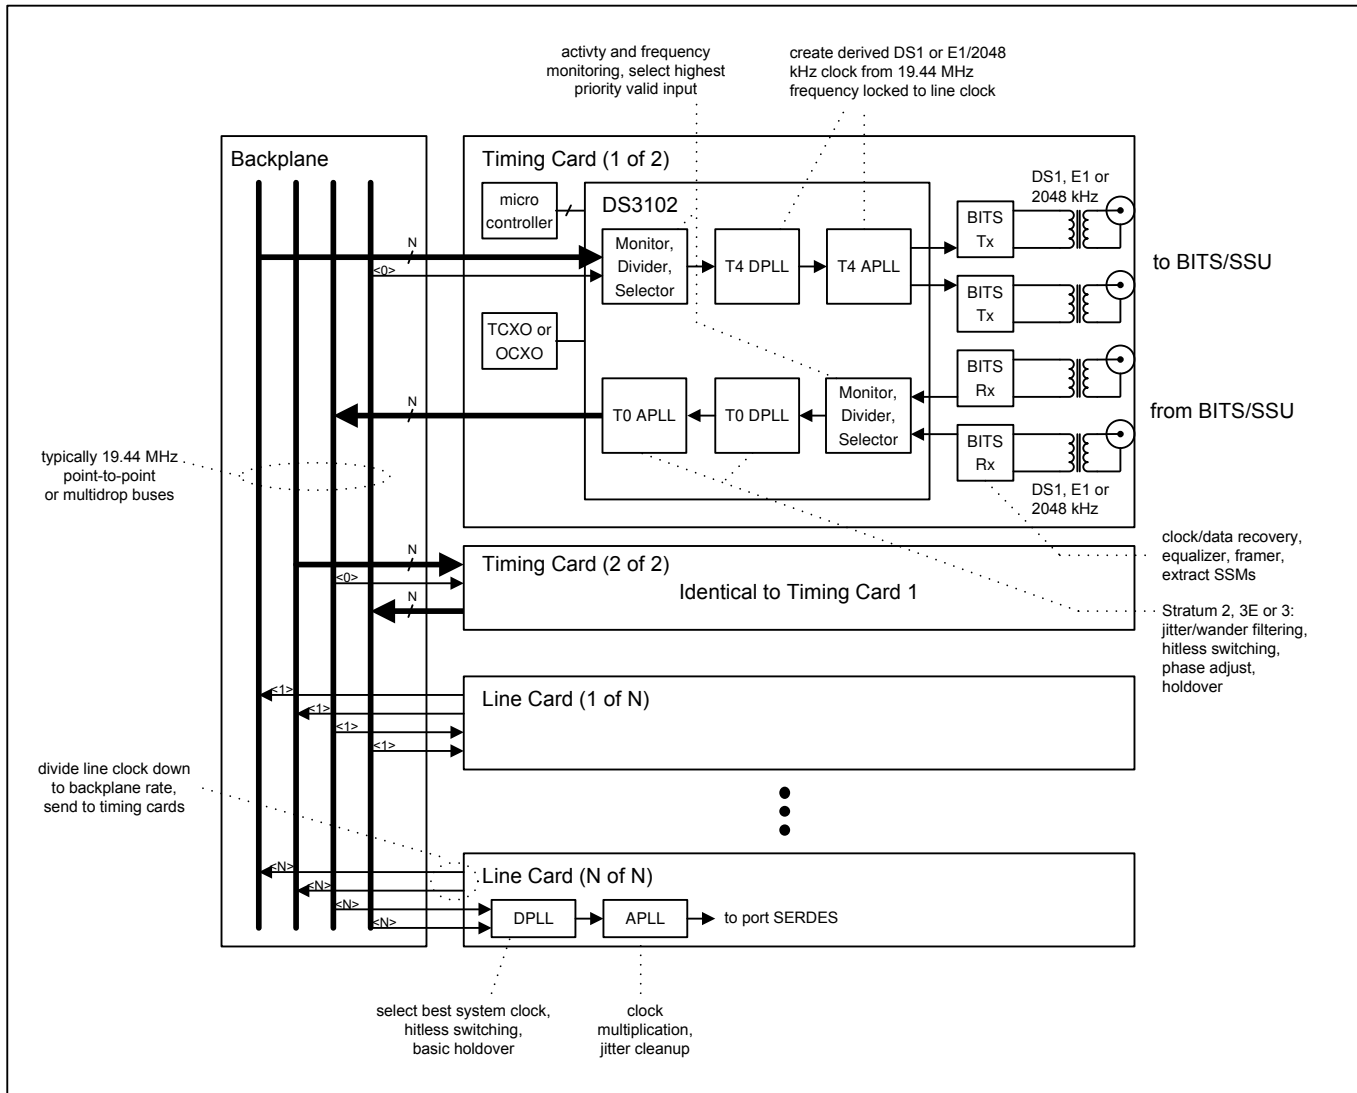 activty and frequency
monitoring, select highest
priority valid input
create derived DS1 or E1/2048
kHz clock from 19.44 MHz
frequency locked to line clock
Backplane
Timing Card (1 of 2)
micro
controller
DS3102
DS1, E1 or
2048 kHz
N
<0>
Monitor,
Divider,
Selector
T4 DPLL
T4 APLL
BITS
Tx
BITS
Tx
to BITS/SSU
TCXO or
OCXO
N
T0 APLL
T0 DPLL
Monitor,
Divider,
Selector
BITS
Rx
BITS
Rx
from BITS/SSU
DS1, E1 or
2048 kHz
typically 19.44 MHz
point-to-point
or multidrop buses
N
<0>
N
Timing Card (2 of 2)
Identical to Timing Card 1
clock/data recovery,
equalizer, framer,
extract SSMs
Stratum 2, 3E or 3:
jitter/wander filtering,
hitless switching,
phase adjust,
holdover
<1>
<1>
<1>
<1>
Line Card (1 of N)
divide line clock down
to backplane rate,
send to timing cards
<N>
<N>
<N>
<N>
Line Card (N of N)
DPLL
APLL
to port SERDES
select best system clock,
hitless switching,
basic holdover
clock
multiplication,
jitter cleanup